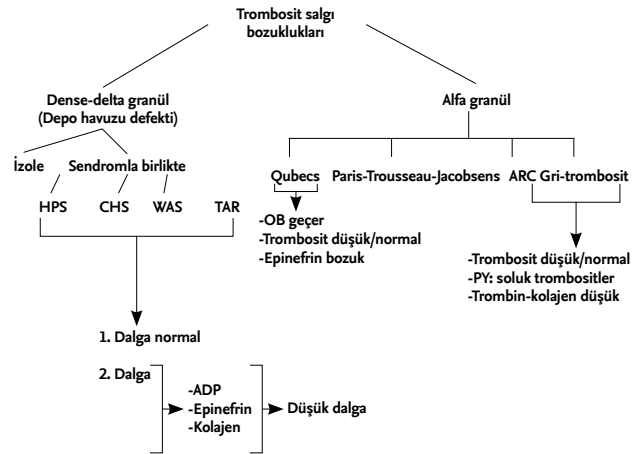 Trombosit salgı
bozuklukları
Dense-delta granül
(Depo havuzu defekti)
Alfa granül
İzole Sendromla birlikte
Qubecs Paris-Trousseau-Jacobsens ARC Gri-trombosit
HPS CHS WAS TAR
-OB geçer
-Trombosit düşük/normal
-Epinefrin bozuk
-Trombosit düşük/normal
-PY: soluk trombositler
-Trombin-kolajen düşük
1. Dalga normal
2. Dalga
-ADP
-Epinefrin
-Kolajen
Düşük dalga